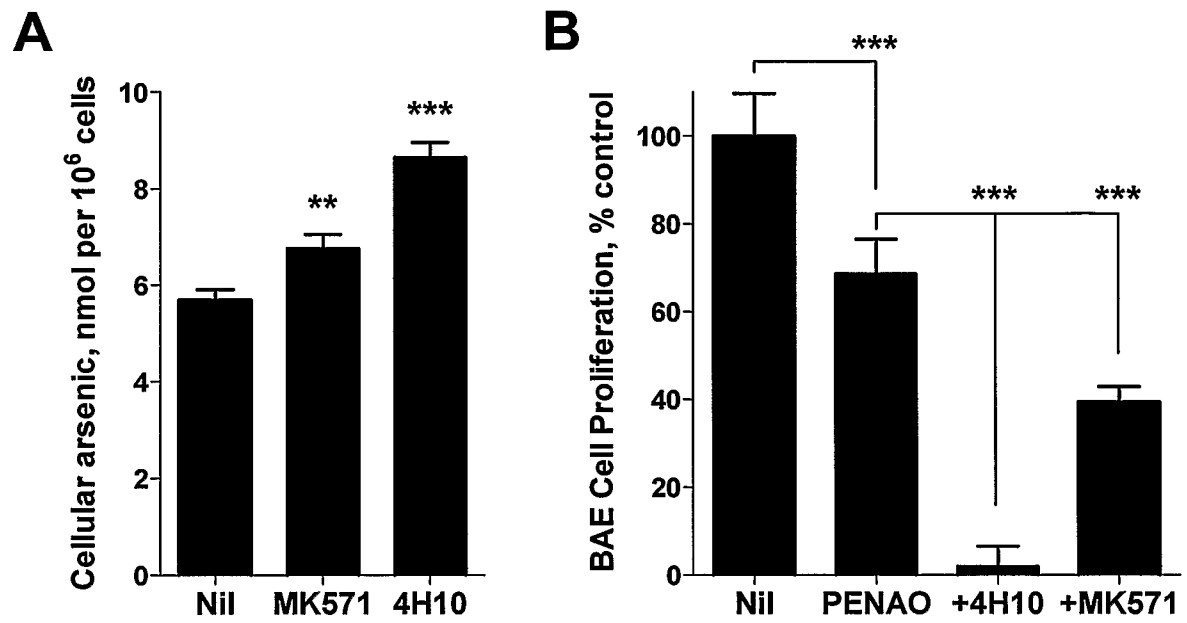 A
Cellular arsenic, nmol per 10⁶ cells
10
8
6
4
2
0
**
***
Nil MK571 4H10
B
BAE Cell Proliferation, % control
100
80
60
40
20
0
***
*** ***
Nil PENAO +4H10 +MK571